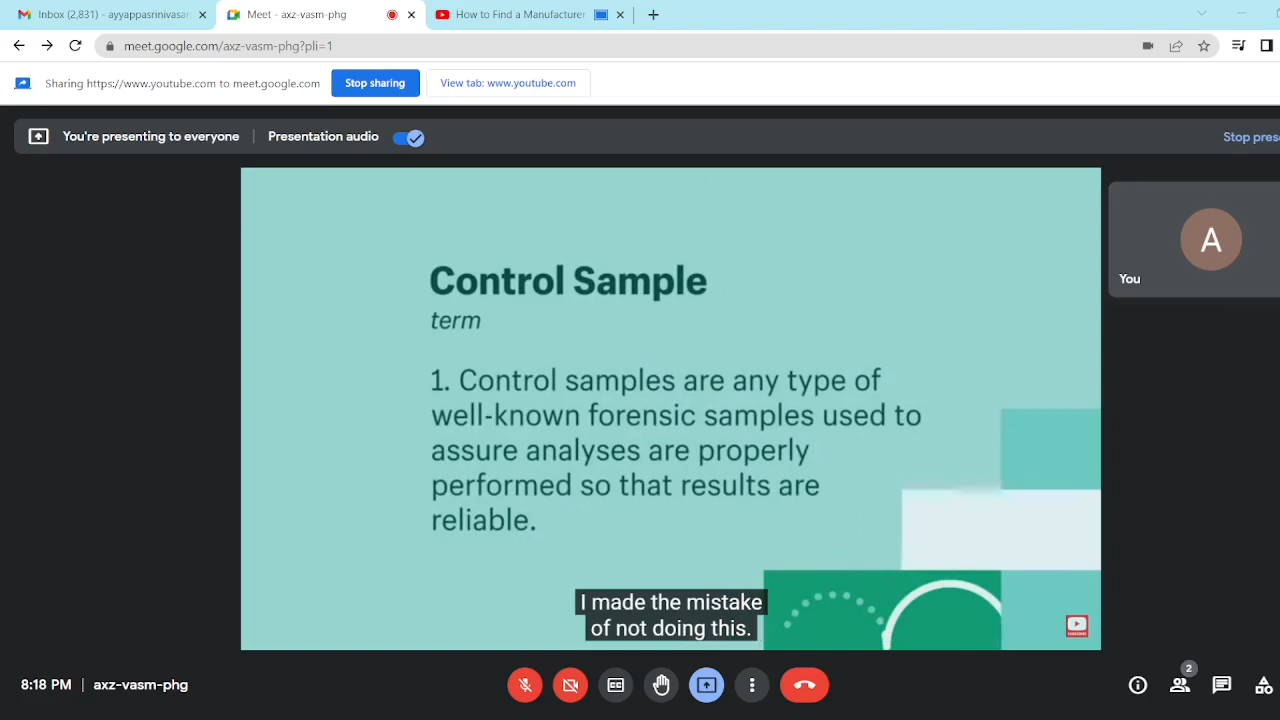 Inbox (2,831) - ayyappasrinivasar
Meet - axz-vasm-phg
How to Find a Manufacturer
meet.google.com/axz-vasm-phg?pli=1
Sharing https://www.youtube.com to meet.google.com
Stop sharing
View tab: www.youtube.com
You're presenting to everyone
Presentation audio
Stop pres
A
You
Control Sample
term
1. Control samples are any type of
well-known forensic samples used to
assure analyses are properly
performed so that results are
reliable.
I made the mistake
of not doing this.
8:18 PM
axz-vasm-phg
CC
2